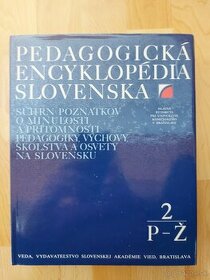 PEDAGOGICKÁ
ENCYKLOPÉDIA
SLOVENSKA
SÚHRN POZNATKOV
O MINULOSTI
A PRÍTOMNOSTI
PEDAGOGIKY, VÝCHOVY
ŠKOLSTVA A OSVETY
NA SLOVENSKU
2
P–Ž
VEDA, VYDAVATEĽSTVO SLOVENSKEJ AKADÉMIE VIED, BRATISLAVA